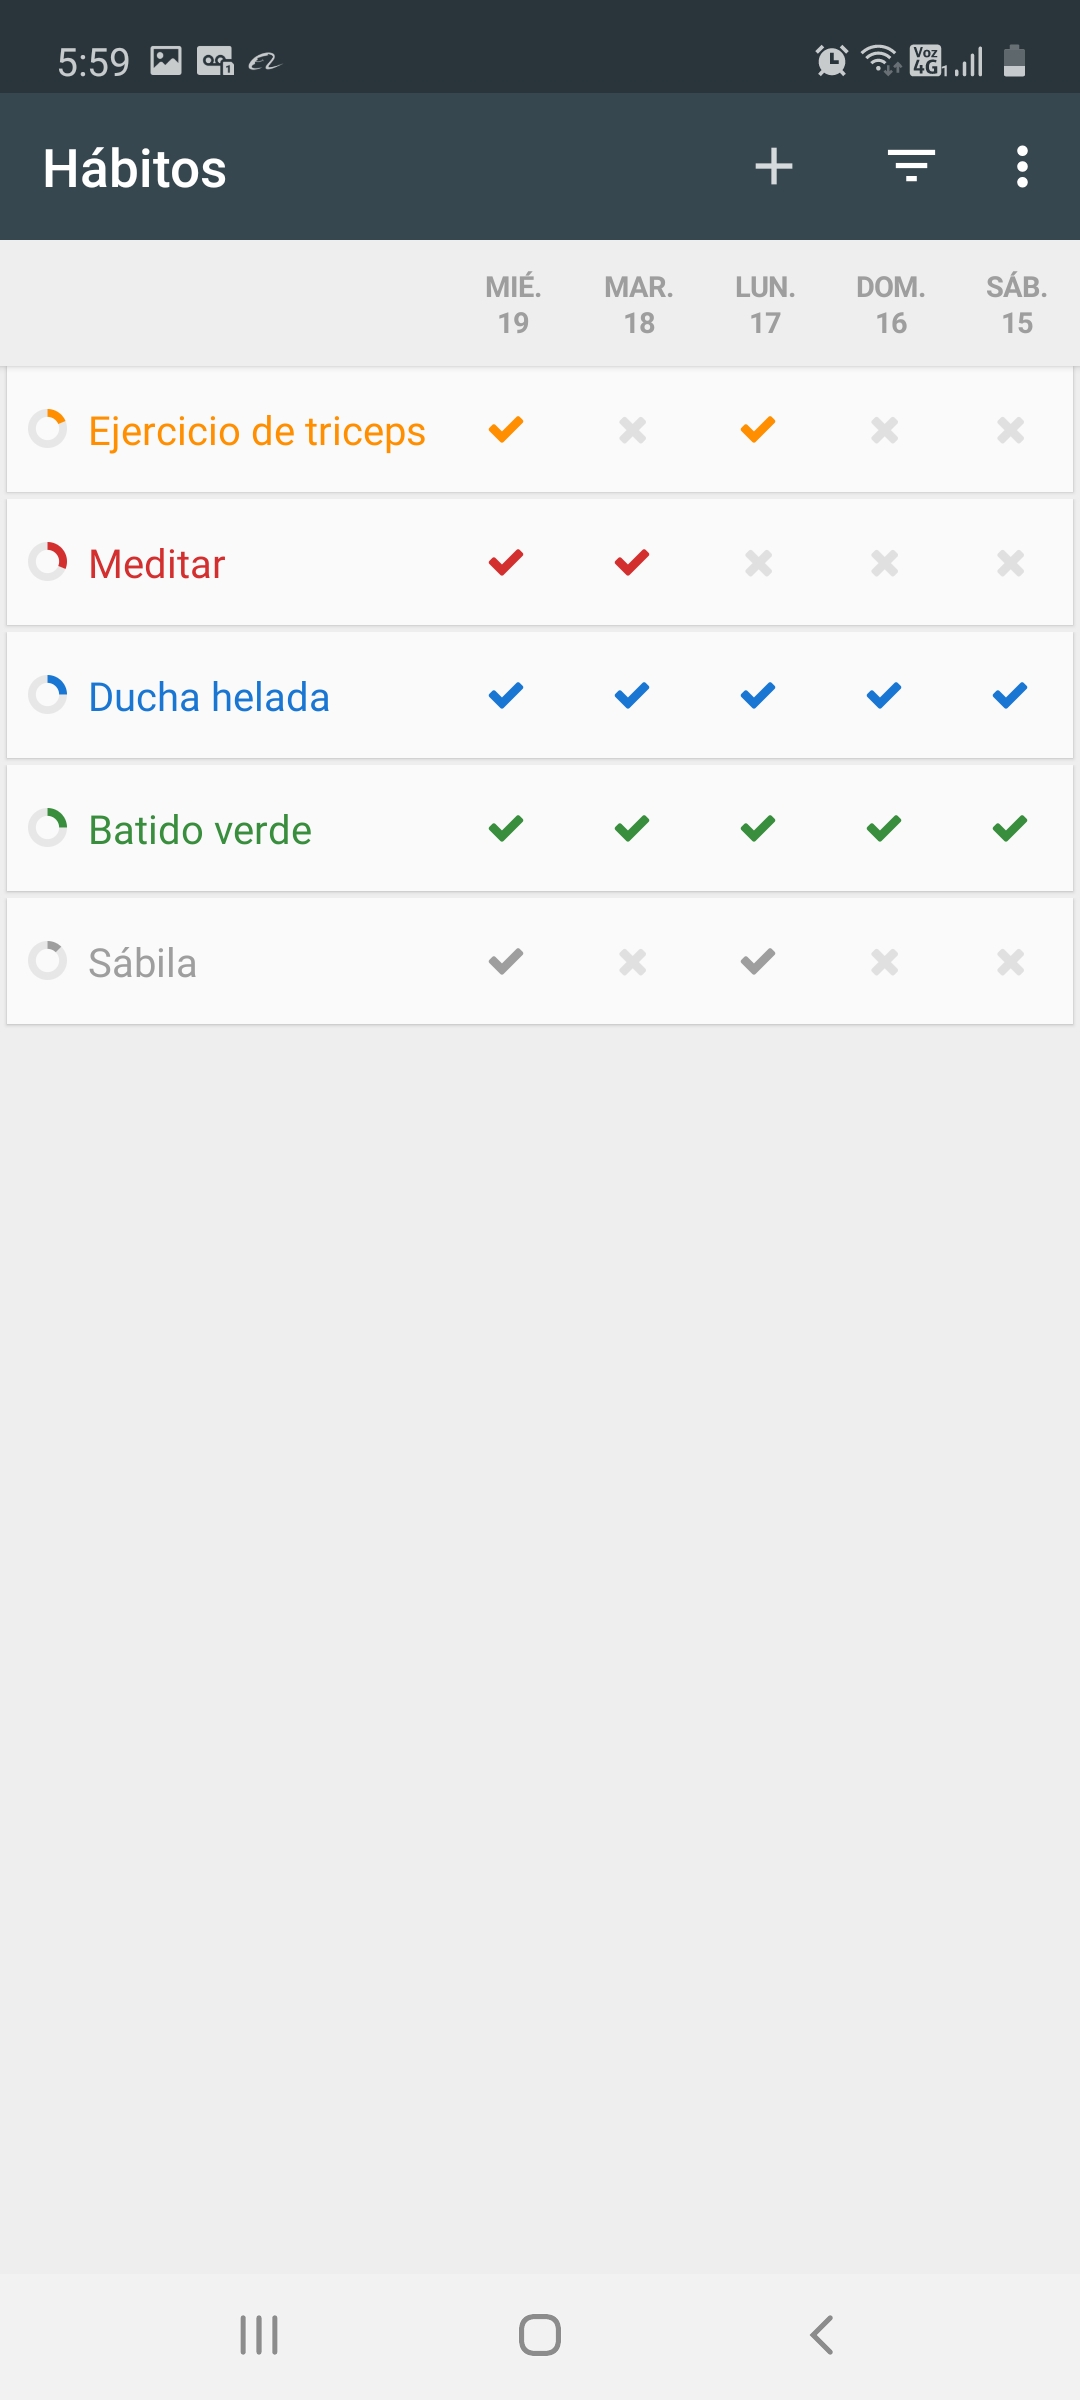 5:59
Voz
4G 1
Hábitos
MIÉ. MAR. LUN. DOM. SÁB.
19 18 17 16 15
Ejercicio de triceps
Meditar
Ducha helada
Batido verde
Sábila